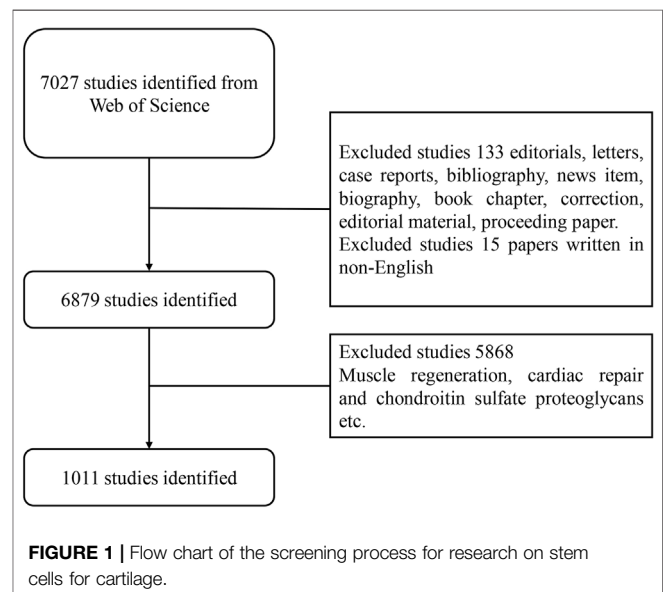 7027 studies identified from
Web of Science
Excluded studies 133 editorials, letters,
case reports, bibliography, news item,
biography, book chapter, correction,
editorial material, proceeding paper.
Excluded studies 15 papers written in
non-English
6879 studies identified
Excluded studies 5868
Muscle regeneration, cardiac repair
and chondroitin sulfate proteoglycans
etc.
1011 studies identified
FIGURE 1 | Flow chart of the screening process for research on stem
cells for cartilage.